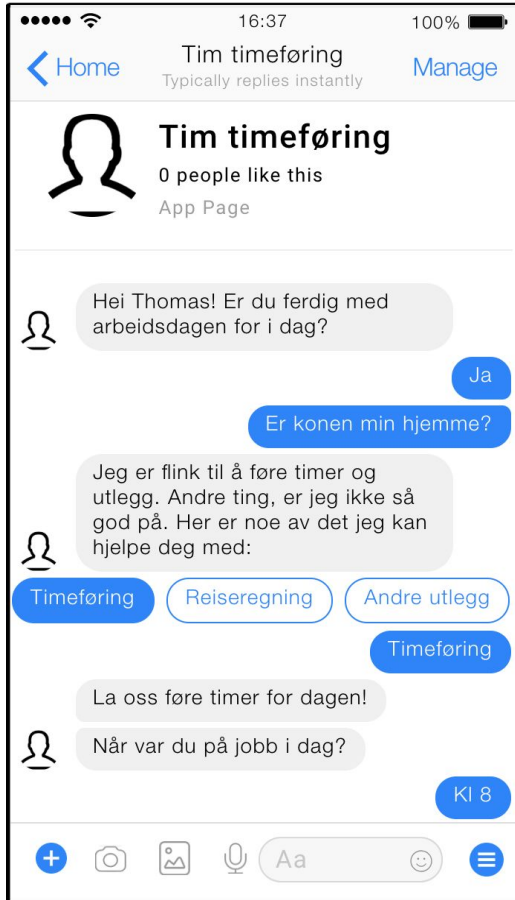 16:37
100%
Home
Tim timeføring
Manage
Typically replies instantly
Tim timeføring
0 people like this
App Page
Hei Thomas! Er du ferdig med
arbeidsdagen for i dag?
Ja
Er konen min hjemme?
Jeg er flink til å føre timer og
utlegg. Andre ting, er jeg ikke så
god på. Her er noe av det jeg kan
hjelpe deg med:
Timeføring
Reiseregning
Andre utlegg
Timeføring
La oss føre timer for dagen!
Når var du på jobb i dag?
Kl 8
Aa